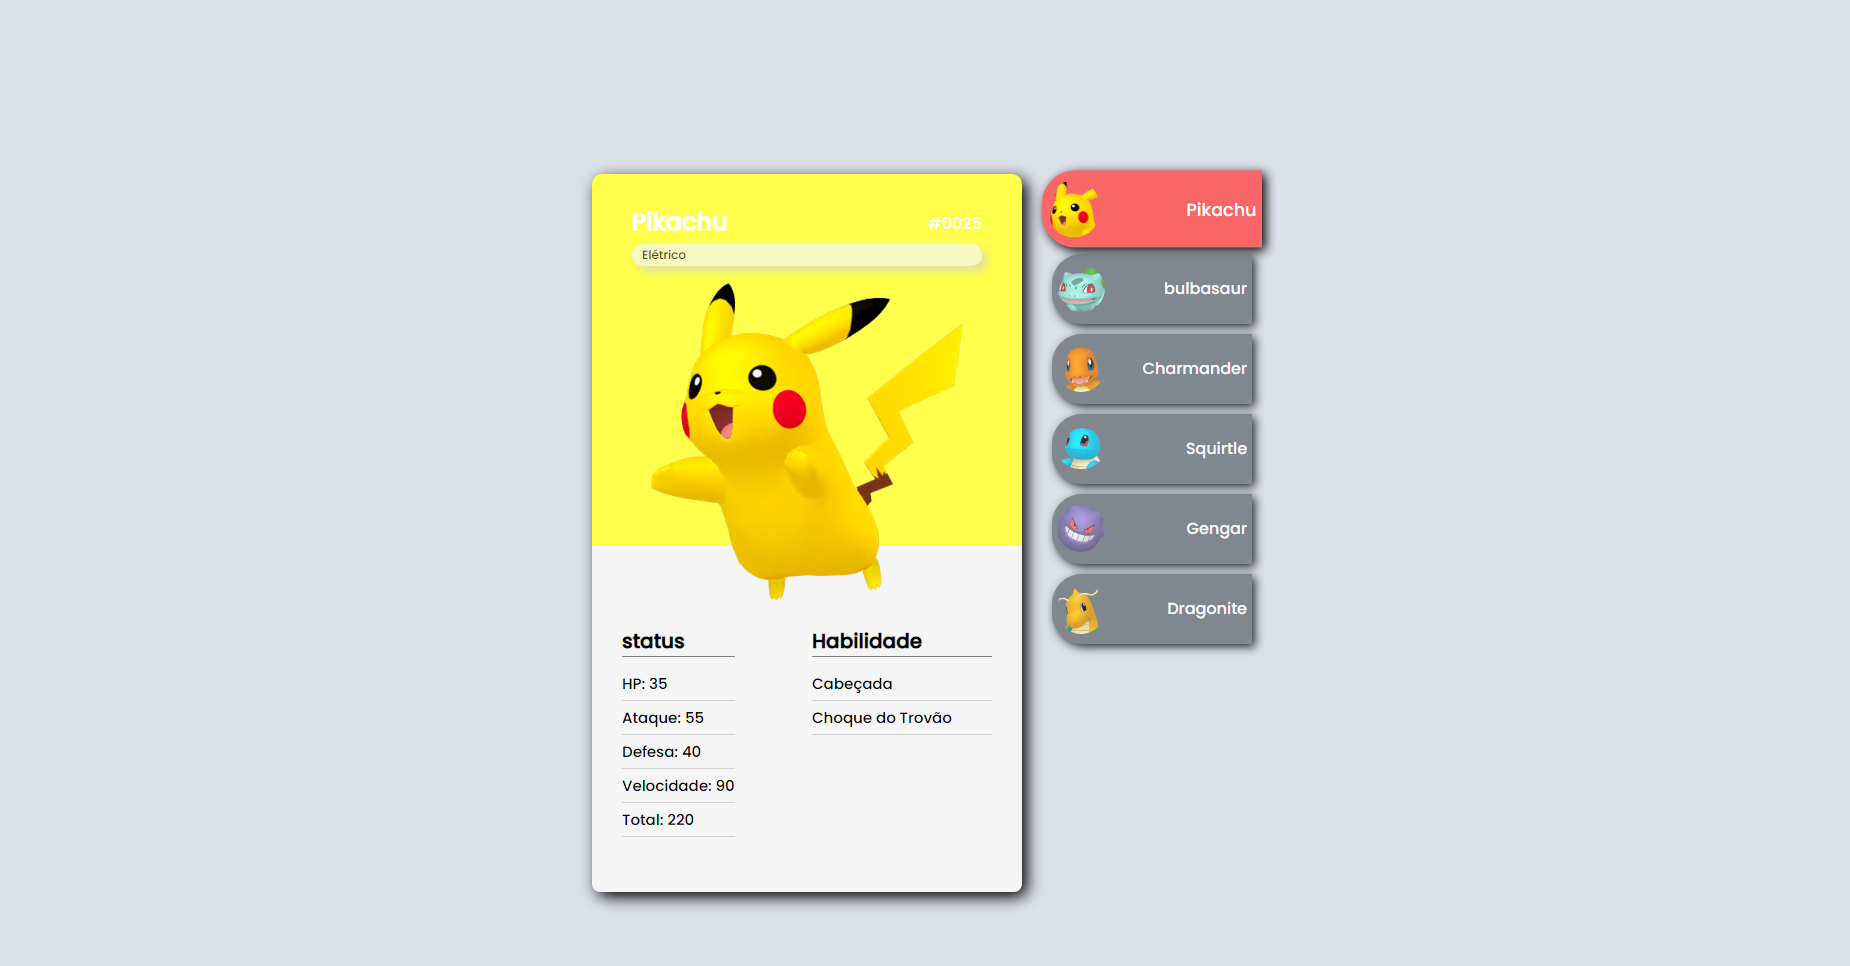 Pikachu
#0025
Elétrico
status
HP: 35
Ataque: 55
Defesa: 40
Velocidade: 90
Total: 220
Habilidade
Cabeçada
Choque do Trovão
Pikachu
bulbasaur
Charmander
Squirtle
Gengar
Dragonite